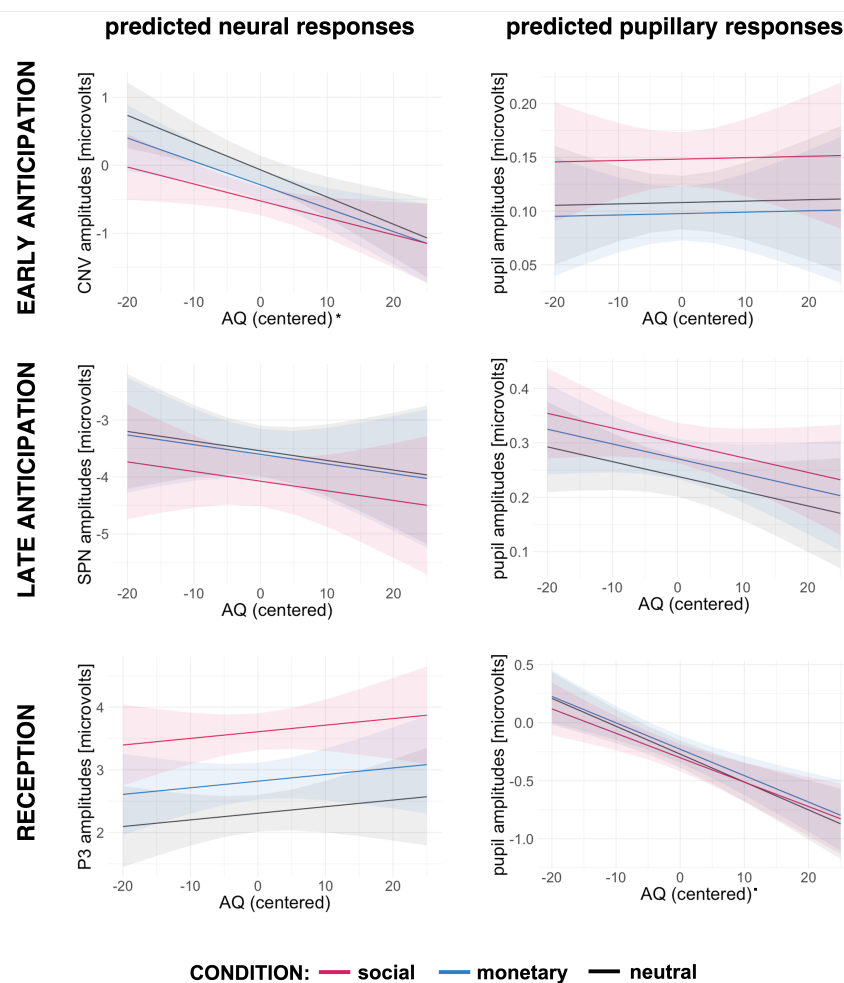 predicted neural responses
predicted pupillary responses
EARLY ANTICIPATION
CNV amplitudes [microvolts]
1
0
-1
-20 -10 0 10 20
AQ (centered)*
pupil amplitudes [microvolts]
0.20
0.15
0.10
0.05
-20 -10 0 10 20
AQ (centered)
LATE ANTICIPATION
SPN amplitudes [microvolts]
-3
-4
-5
-20 -10 0 10 20
AQ (centered)
pupil amplitudes [microvolts]
0.4
0.3
0.2
0.1
-20 -10 0 10 20
AQ (centered)
RECEPTION
P3 amplitudes [microvolts]
4
3
2
-20 -10 0 10 20
AQ (centered)
pupil amplitudes [microvolts]
0.5
0.0
-0.5
-1.0
-20 -10 0 10 20
AQ (centered)▪
CONDITION: social monetary neutral